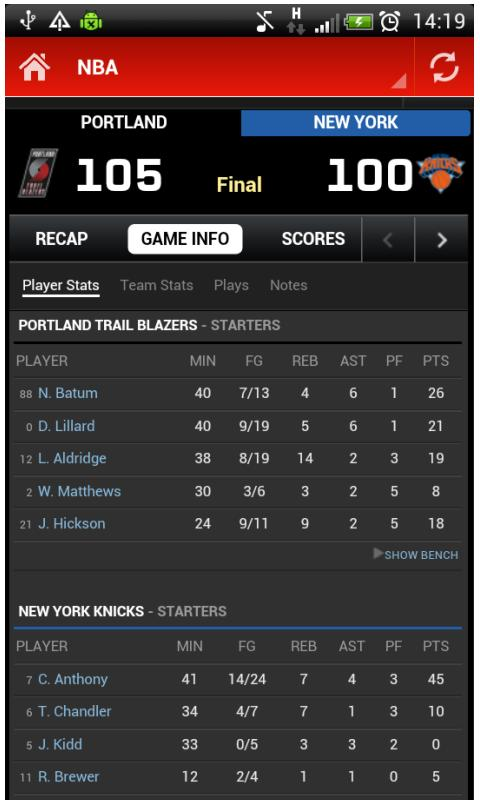 H 14:19
NBA
PORTLAND NEW YORK
105 Final 100
RECAP GAME INFO SCORES
Player Stats Team Stats Plays Notes
PORTLAND TRAIL BLAZERS - STARTERS
PLAYER MIN FG REB AST PF PTS
88 N. Batum 40 7/13 4 6 1 26
0 D. Lillard 40 9/19 5 6 1 21
12 L. Aldridge 38 8/19 14 2 3 19
2 W. Matthews 30 3/6 3 2 5 8
21 J. Hickson 24 9/11 9 2 5 18
SHOW BENCH
NEW YORK KNICKS - STARTERS
PLAYER MIN FG REB AST PF PTS
7 C. Anthony 41 14/24 7 4 3 45
6 T. Chandler 34 4/7 7 1 3 10
5 J. Kidd 33 0/5 3 3 2 0
11 R. Brewer 12 2/4 1 1 0 5